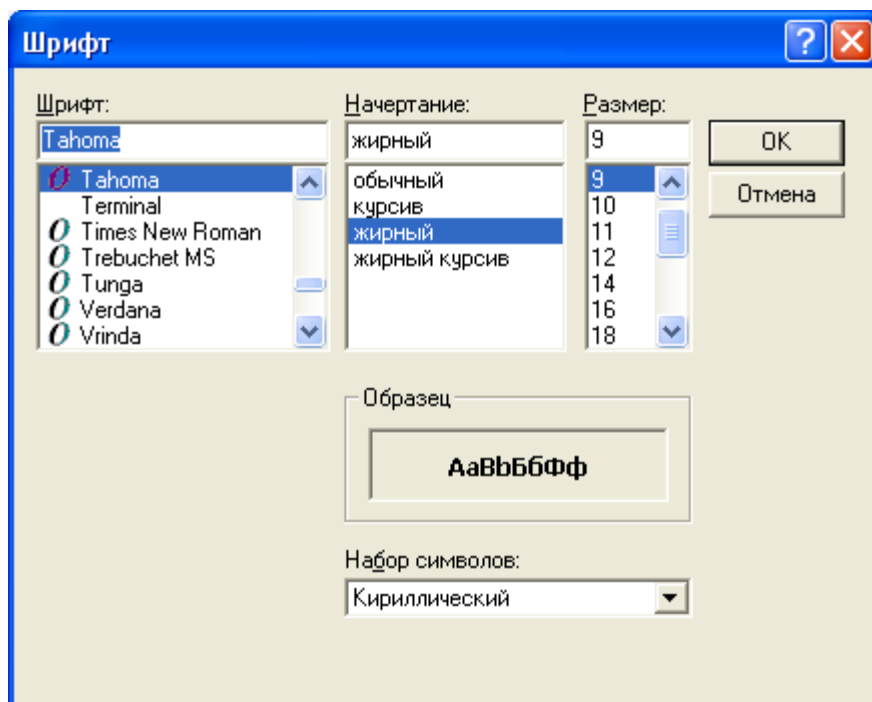 Шрифт
Шрифт:
Tahoma
Tahoma
Terminal
Times New Roman
Trebuchet MS
Tunga
Verdana
Vrinda
Начертание:
жирный
обычный
курсив
жирный
жирный курсив
Размер:
9
9
10
11
12
14
16
18
OK
Отмена
Образец
АаВbБбФф
Набор символов:
Кириллический